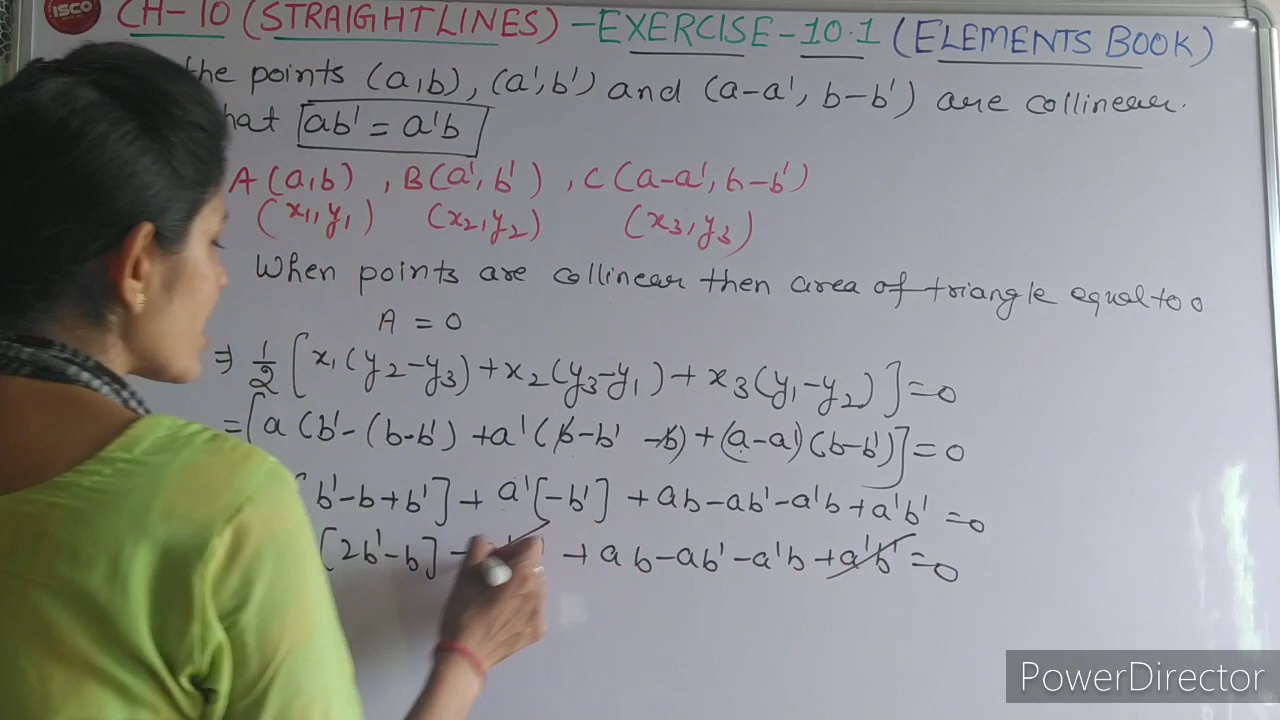 ISCO CH-10 (STRAIGHT LINES) - EXERCISE-10.1 (ELEMENTS BOOK)
the points (a,b), (a',b') and (a-a', b-b') are collinear.
hat ab' = a'b
A(a,b), B(a',b'), C(a-a', b-b')
(x₁,y₁) (x₂,y₂) (x₃,y₃)
When points are collinear then area of triangle equal to 0
A = 0
⇒ 1/2 [x₁(y₂-y₃)+x₂(y₃-y₁)+x₃(y₁-y₂)]=0
=[a(b'-(b-b')+a'(b-b'-b)+(a-a')(b-b')]=0
b'-b+b']+a'[-b']+ab-ab'-a'b+a'b'=0
[2b'-b]- +ab-ab'-a'b+a'b'=0
PowerDirector